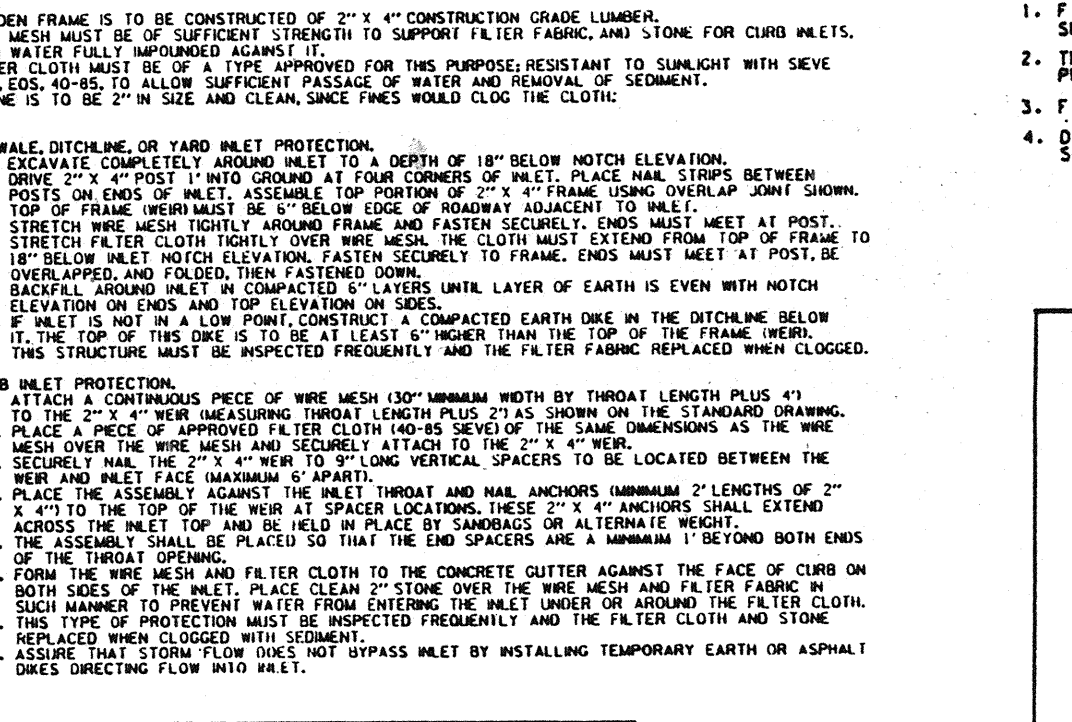 DEN FRAME IS TO BE CONSTRUCTED OF 2" X 4" CONSTRUCTION GRADE LUMBER.
MESH MUST BE OF SUFFICIENT STRENGTH TO SUPPORT FILTER FABRIC, AND STONE FOR CURB INLETS,
WATER FULLY IMPOUNDED AGAINST IT.
ER CLOTH MUST BE OF A TYPE APPROVED FOR THIS PURPOSE; RESISTANT TO SUNLIGHT WITH SIEVE
, EOS, 40-85, TO ALLOW SUFFICIENT PASSAGE OF WATER AND REMOVAL OF SEDIMENT.
NE IS TO BE 2" IN SIZE AND CLEAN, SINCE FINES WOULD CLOG THE CLOTH:
WALE, DITCHLINE, OR YARD INLET PROTECTION.
EXCAVATE COMPLETELY AROUND INLET TO A DEPTH OF 18" BELOW NOTCH ELEVATION.
DRIVE 2" X 4" POST 1' INTO GROUND AT FOUR CORNERS OF INLET. PLACE NAIL STRIPS BETWEEN
POSTS ON ENDS OF INLET. ASSEMBLE TOP PORTION OF 2" X 4" FRAME USING OVERLAP JOINT SHOWN.
TOP OF FRAME (WEIR) MUST BE 6" BELOW EDGE OF ROADWAY ADJACENT TO INLET.
STRETCH WIRE MESH TIGHTLY AROUND FRAME AND FASTEN SECURELY. ENDS MUST MEET AT POST.
STRETCH FILTER CLOTH TIGHTLY OVER WIRE MESH. THE CLOTH MUST EXTEND FROM TOP OF FRAME TO
18" BELOW INLET NOTCH ELEVATION. FASTEN SECURELY TO FRAME. ENDS MUST MEET AT POST, BE
OVERLAPPED, AND FOLDED, THEN FASTENED DOWN.
BACKFILL AROUND INLET IN COMPACTED 6" LAYERS UNTIL LAYER OF EARTH IS EVEN WITH NOTCH
ELEVATION ON ENDS AND TOP ELEVATION ON SIDES.
IF INLET IS NOT IN A LOW POINT, CONSTRUCT A COMPACTED EARTH DIKE IN THE DITCHLINE BELOW
IT. THE TOP OF THIS DIKE IS TO BE AT LEAST 6" HIGHER THAN THE TOP OF THE FRAME (WEIR).
THIS STRUCTURE MUST BE INSPECTED FREQUENTLY AND THE FILTER FABRIC REPLACED WHEN CLOGGED.
B INLET PROTECTION.
ATTACH A CONTINUOUS PIECE OF WIRE MESH (30" MINIMUM WIDTH BY THROAT LENGTH PLUS 4')
TO THE 2" X 4" WEIR (MEASURING THROAT LENGTH PLUS 2') AS SHOWN ON THE STANDARD DRAWING.
. PLACE A PIECE OF APPROVED FILTER CLOTH (40-85 SIEVE) OF THE SAME DIMENSIONS AS THE WIRE
MESH OVER THE WIRE MESH AND SECURELY ATTACH TO THE 2" X 4" WEIR.
. SECURELY NAIL THE 2" X 4" WEIR TO 9" LONG VERTICAL SPACERS TO BE LOCATED BETWEEN THE
WEIR AND INLET FACE (MAXIMUM 6' APART).
. PLACE THE ASSEMBLY AGAINST THE INLET THROAT AND NAIL ANCHORS (MINIMUM 2' LENGTHS OF 2"
X 4") TO THE TOP OF THE WEIR AT SPACER LOCATIONS. THESE 2" X 4" ANCHORS SHALL EXTEND
ACROSS THE INLET TOP AND BE HELD IN PLACE BY SANDBAGS OR ALTERNATE WEIGHT.
. THE ASSEMBLY SHALL BE PLACED SO THAT THE END SPACERS ARE A MINIMUM 1' BEYOND BOTH ENDS
OF THE THROAT OPENING.
. FORM THE WIRE MESH AND FILTER CLOTH TO THE CONCRETE GUTTER AGAINST THE FACE OF CURB ON
BOTH SIDES OF THE INLET. PLACE CLEAN 2" STONE OVER THE WIRE MESH AND FILTER FABRIC IN
SUCH MANNER TO PREVENT WATER FROM ENTERING THE INLET UNDER OR AROUND THE FILTER CLOTH.
. THIS TYPE OF PROTECTION MUST BE INSPECTED FREQUENTLY AND THE FILTER CLOTH AND STONE
REPLACED WHEN CLOGGED WITH SEDIMENT.
. ASSURE THAT STORM FLOW DOES NOT BYPASS INLET BY INSTALLING TEMPORARY EARTH OR ASPHALT
DIKES DIRECTING FLOW INTO INLET.
1. F
2. T
3. F
4. D
S